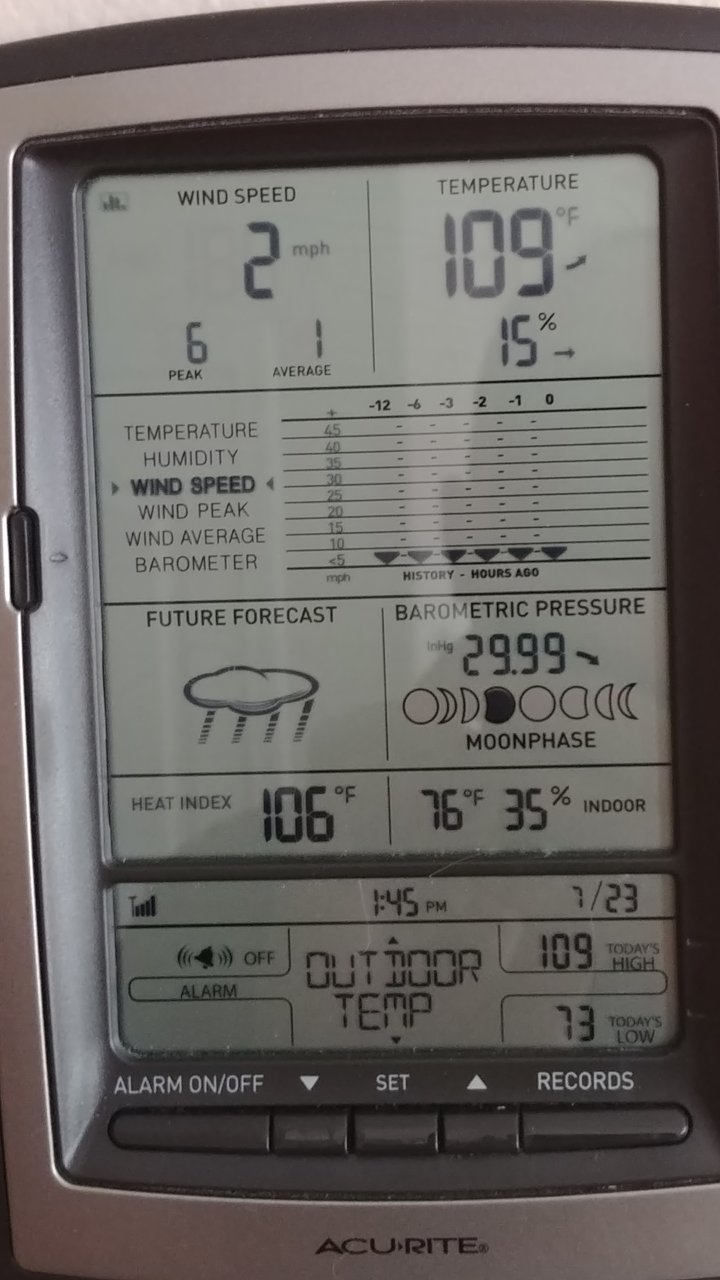 WIND SPEED
TEMPERATURE
2 mph
109 °F
6
PEAK
1
AVERAGE
15 %
-12 -6 -3 -2 -1 0
+
45
40
35
30
25
20
15
10
<5
mph
TEMPERATURE
HUMIDITY
WIND SPEED
WIND PEAK
WIND AVERAGE
BAROMETER
HISTORY - HOURS AGO
FUTURE FORECAST
BAROMETRIC PRESSURE
InHg 29.99
MOONPHASE
HEAT INDEX 106 °F
76 °F 35 % INDOOR
1:45 PM
7/23
OFF
ALARM
OUTDOOR
TEMP
109 TODAY'S HIGH
73 TODAY'S LOW
ALARM ON/OFF ▼ SET ▲ RECORDS
ACU›RITE®